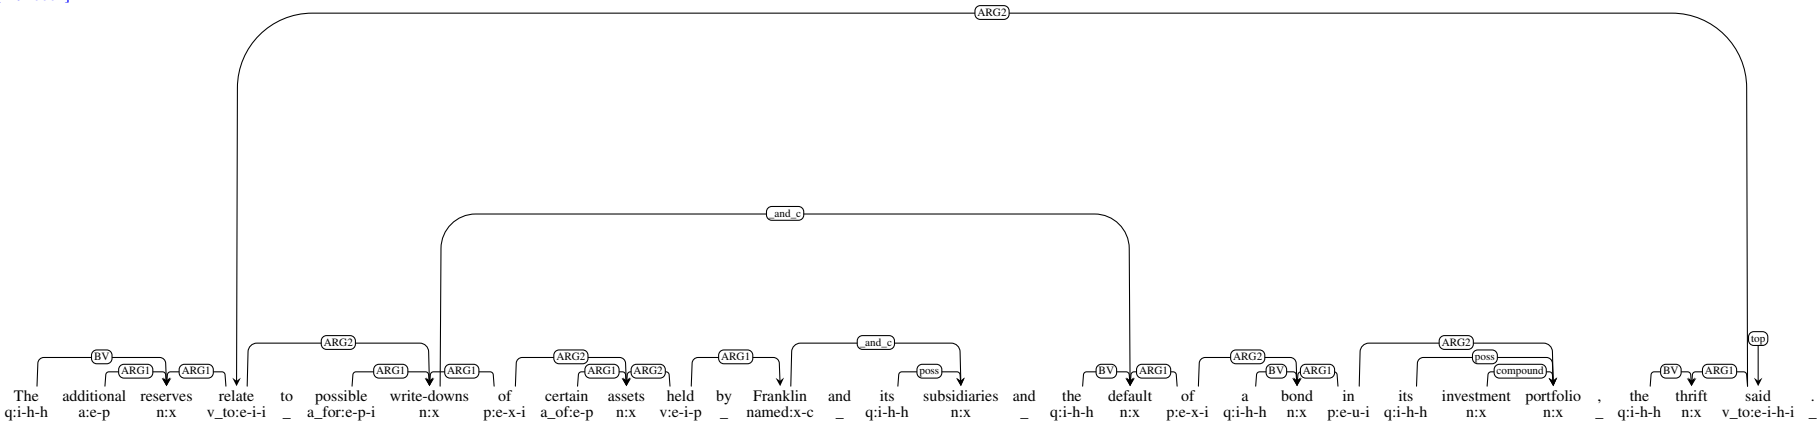 ARG2
_and_c
top
ARG2 ARG2 ARG1 _and_c ARG2 ARG2
BV poss
ARG1 ARG1 ARG1 ARG1 ARG1 ARG2 poss BV ARG1 BV ARG1 compound BV ARG1
The additional reserves relate to possible write-downs of certain assets held by Franklin and its subsidiaries and the default of a bond in its investment portfolio , the thrift said .
q:i-h-h a:e-p n:x v_to:e-i-i _ a_for:e-p-i n:x p:e-x-i a_of:e-p n:x v:e-i-p _ named:x-c _ q:i-h-h n:x _ q:i-h-h n:x p:e-x-i q:i-h-h n:x p:e-u-i q:i-h-h n:x n:x _ q:i-h-h n:x v_to:e-i-h-i _